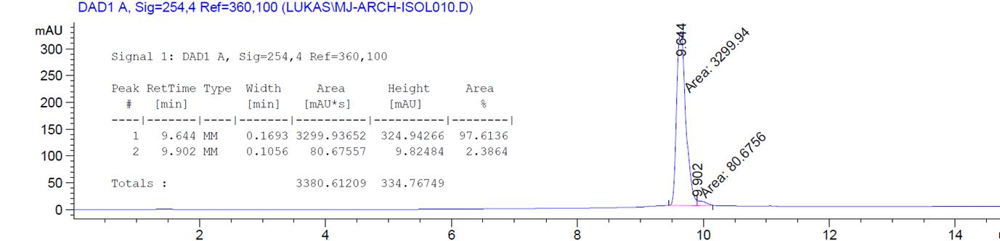 DAD1 A, Sig=254,4 Ref=360,100 (LUKAS\MJ-ARCH-ISOL010.D)
mAU
300
250
200
150
100
50
0
Signal 1: DAD1 A, Sig=254,4 Ref=360,100
Peak RetTime Type Width Area Height Area
# [min] [min] [mAU*s] [mAU] %
----|-------|----|-------|----------|----------|--------|
1 9.644 MM 0.1693 3299.93652 324.94266 97.6136
2 9.902 MM 0.1056 80.67557 9.82484 2.3864
Totals : 3380.61209 334.76749
9.644
Area: 3299.94
9.902
Area: 80.6756
2 4 6 8 10 12 14